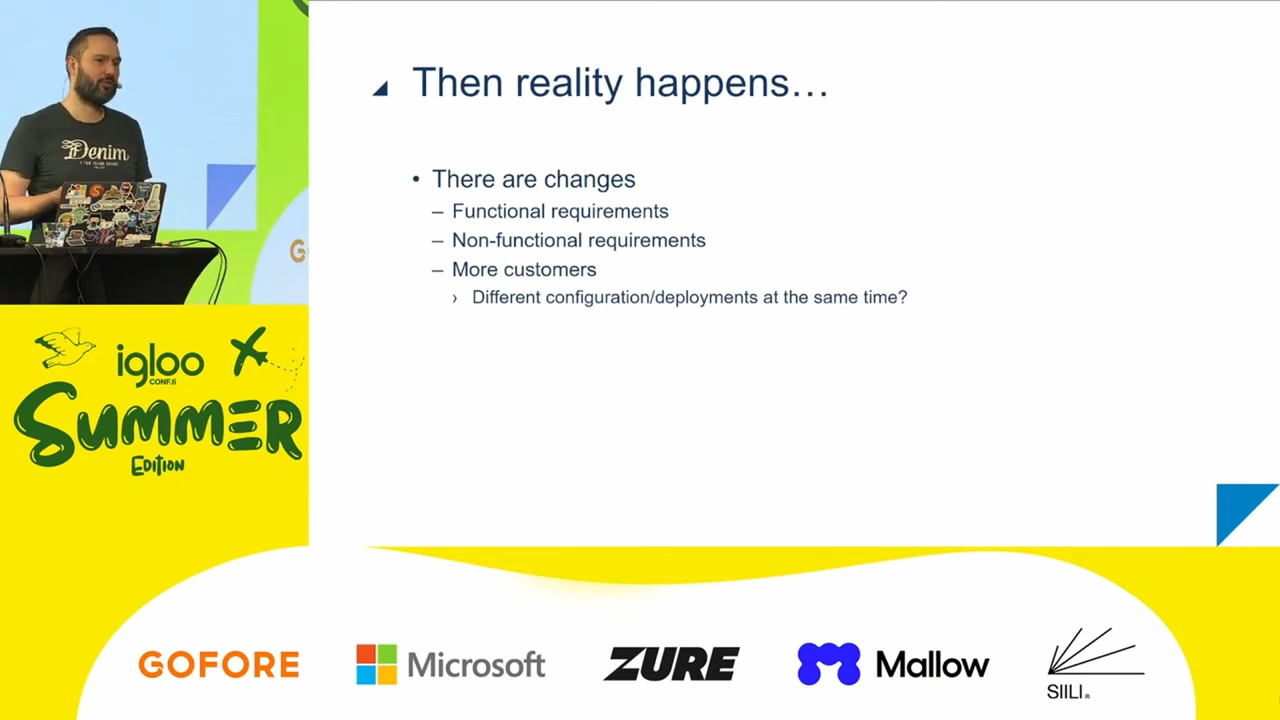 Then reality happens…
• There are changes
– Functional requirements
– Non-functional requirements
– More customers
› Different configuration/deployments at the same time?
Denim
igloo
CONF.fi
SUMMER
EDITION
GOFORE
Microsoft
ZURE
Mallow
SIILI